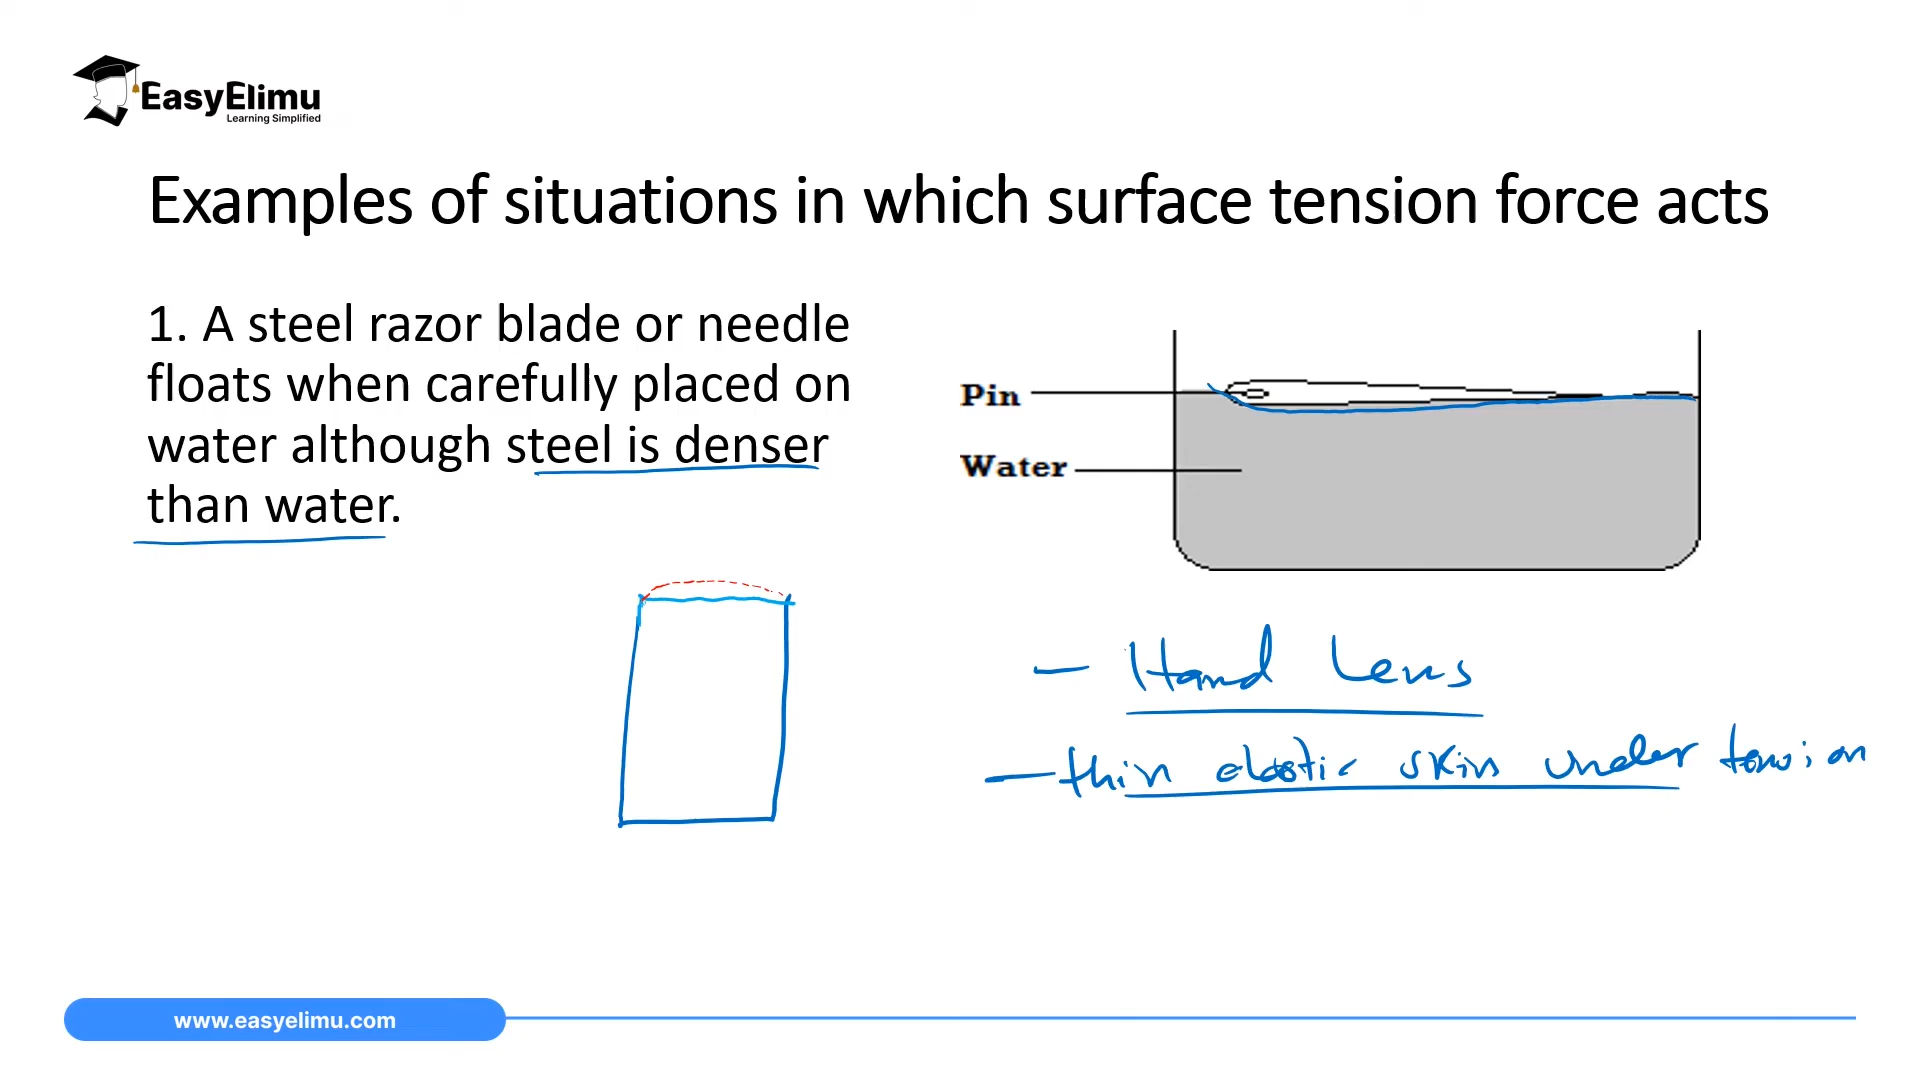 EasyElimu
Learning Simplified
Examples of situations in which surface tension force acts
1. A steel razor blade or needle
floats when carefully placed on
water although steel is denser
than water.
Pin
Water
- Hand Lens
- thin elastic skin under tension
www.easyelimu.com